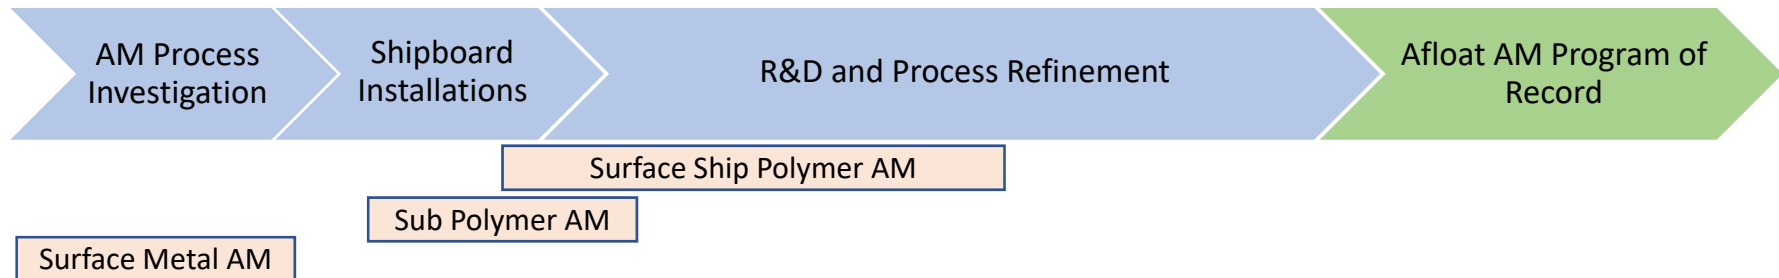 AM Process
Investigation
Shipboard
Installations
R&D and Process Refinement
Afloat AM Program of
Record
Surface Ship Polymer AM
Sub Polymer AM
Surface Metal AM